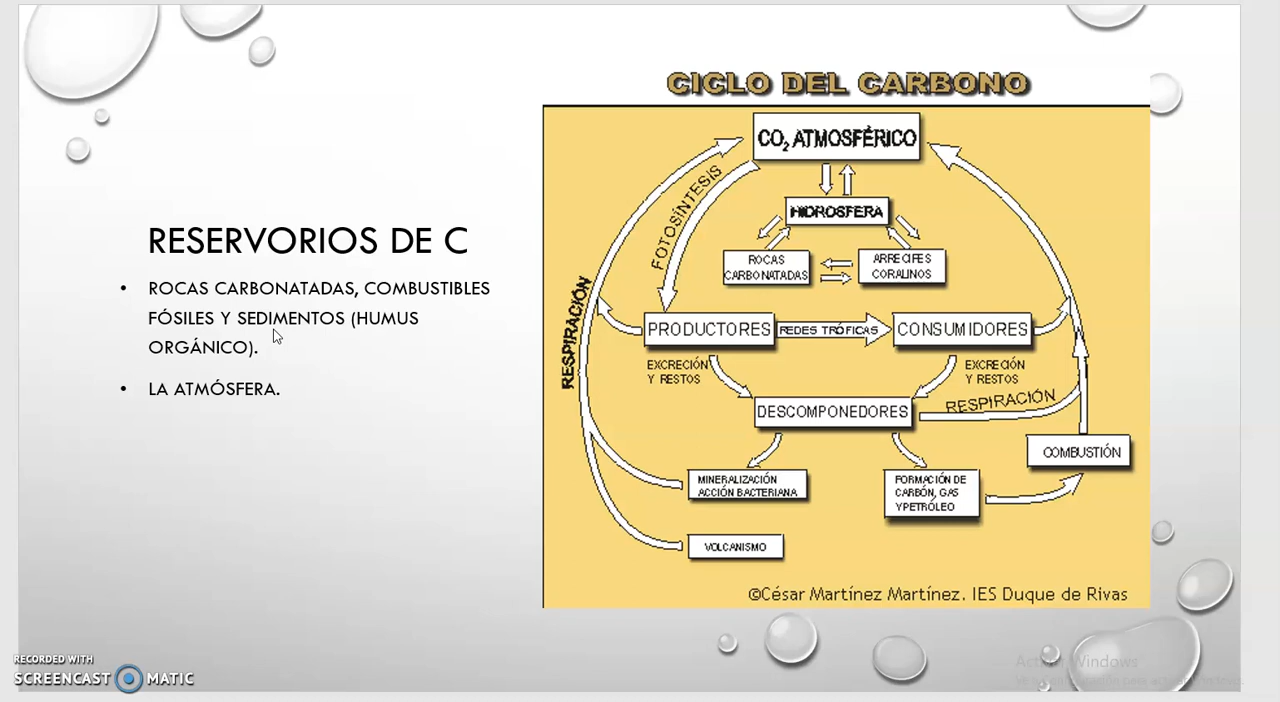 CICLO DEL CARBONO
CO₂ ATMOSFÉRICO
FOTOSÍNTESIS
HIDROSFERA
ROCAS
CARBONATADAS
ARRECIFES
CORALINOS
RESERVORIOS DE C
• ROCAS CARBONATADAS, COMBUSTIBLES
FÓSILES Y SEDIMENTOS (HUMUS
ORGÁNICO).
• LA ATMÓSFERA.
RESPIRACIÓN
PRODUCTORES
REDES TRÓFICAS
CONSUMIDORES
EXCRECIÓN
Y RESTOS
EXCRECIÓN
Y RESTOS
DESCOMPONEDORES
RESPIRACIÓN
COMBUSTIÓN
MINERALIZACIÓN
ACCIÓN BACTERIANA
FORMACIÓN DE
CARBÓN, GAS
YPETRÓLEO
VOLCANISMO
©César Martínez Martínez. IES Duque de Rivas
RECORDED WITH
SCREENCAST MATIC
Windows